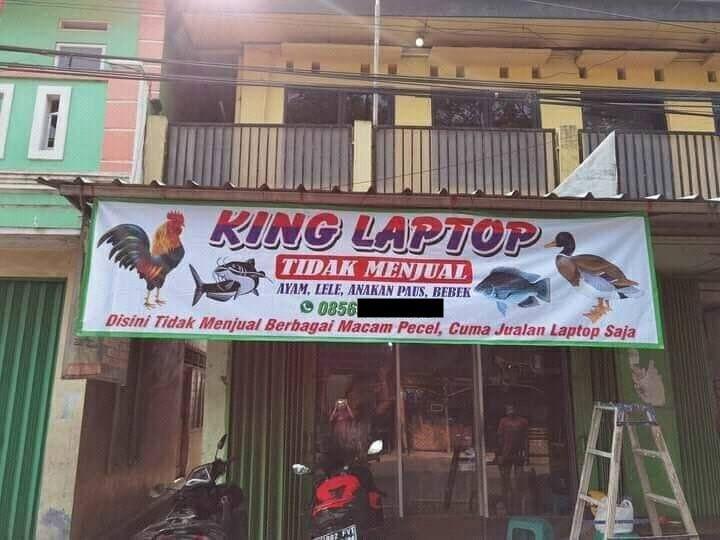 KING LAPTOP
TIDAK MENJUAL
AYAM, LELE, ANAKAN PAUS, BEBEK
0856
Disini Tidak Menjual Berbagai Macam Pecel, Cuma Jualan Laptop Saja